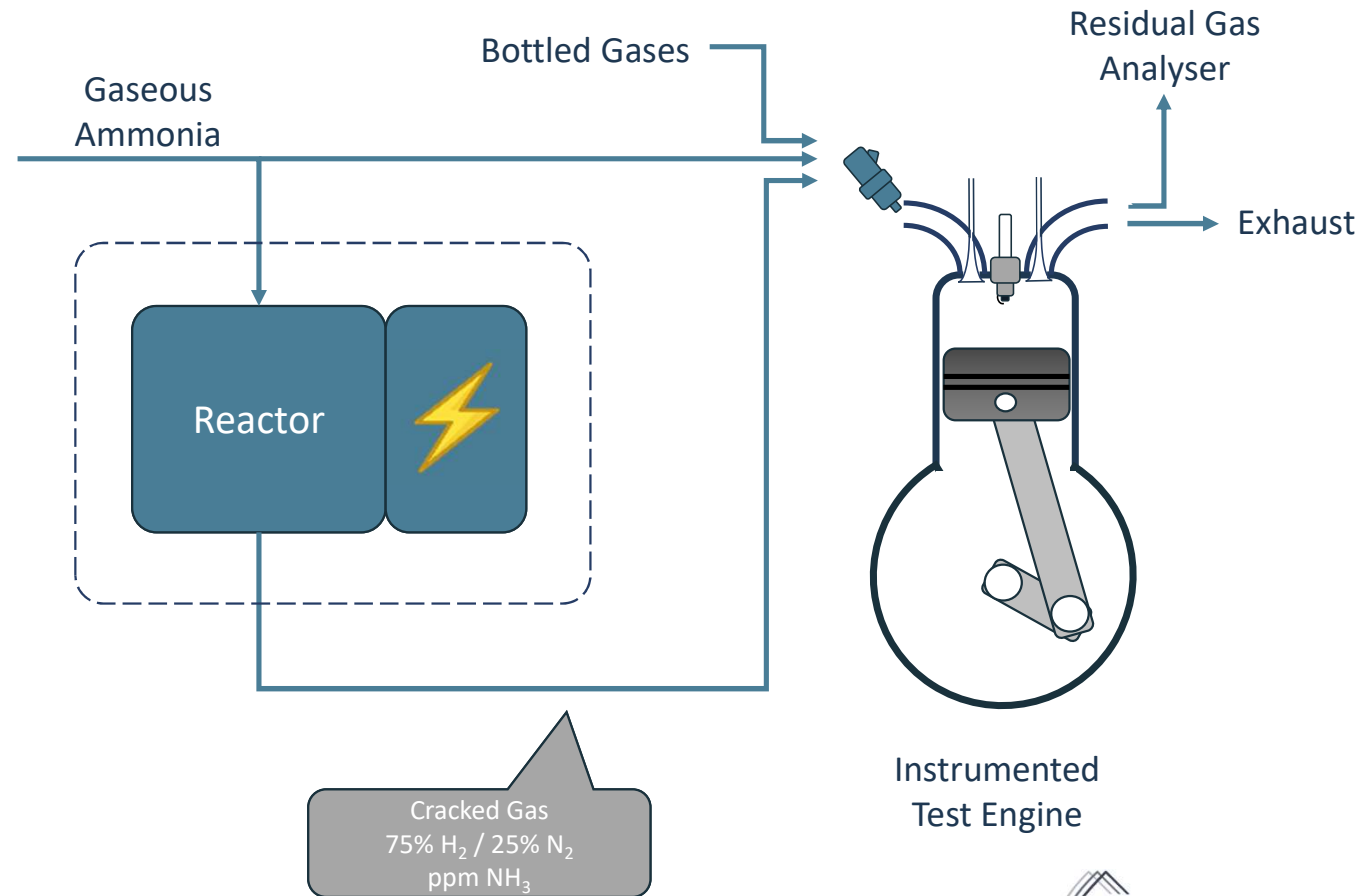 Residual Gas
Analyser
Bottled Gases
Gaseous
Ammonia
Exhaust
Reactor
Instrumented
Test Engine
Cracked Gas
75% H₂ / 25% N₂
ppm NH₃